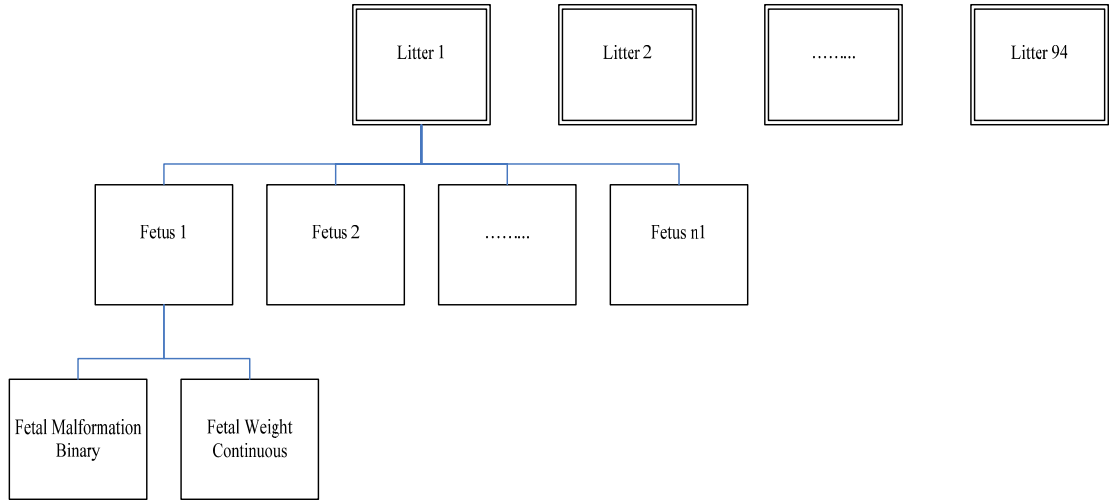 Litter 1
Litter 2
……...
Litter 94
Fetus 1
Fetus 2
……...
Fetus n1
Fetal Malformation
Binary
Fetal Weight
Continuous